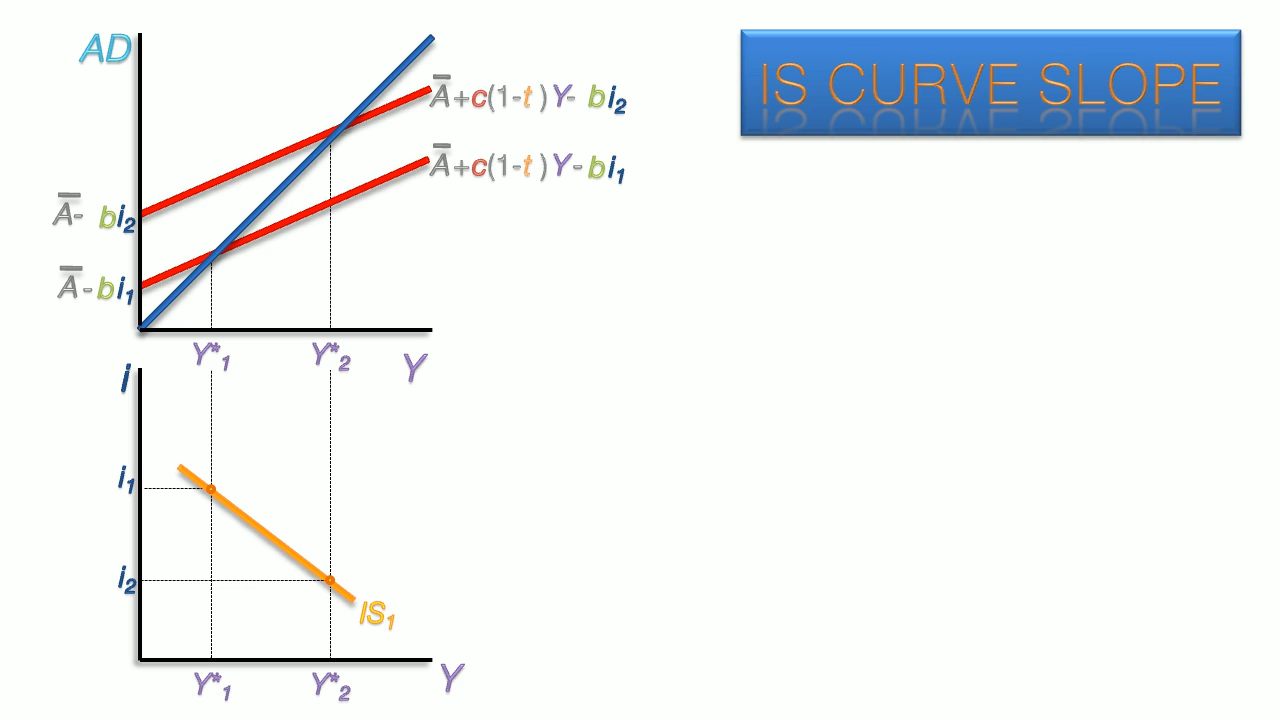 IS CURVE SLOPE
AD
Ā+c(1-t)Y- bi₂
Ā+c(1-t)Y-bi₁
Ā- bi₂
Ā-bi₁
Y*₁
Y*₂
Y
i
i₁
i₂
IS₁
Y*₁
Y*₂
Y